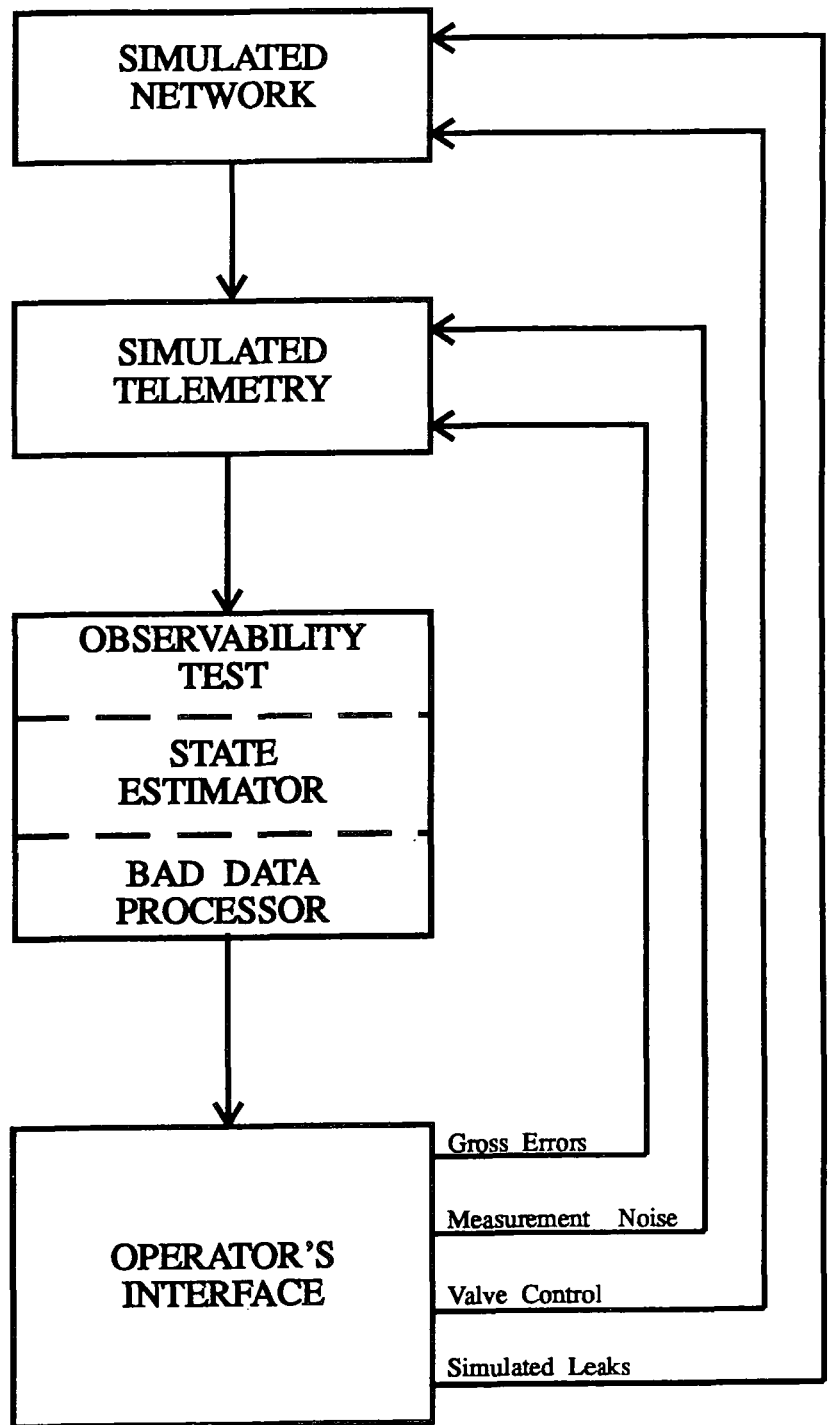 SIMULATED
NETWORK
SIMULATED
TELEMETRY
OBSERVABILITY
TEST
STATE
ESTIMATOR
BAD DATA
PROCESSOR
OPERATOR'S
INTERFACE
Gross Errors
Measurement Noise
Valve Control
Simulated Leaks